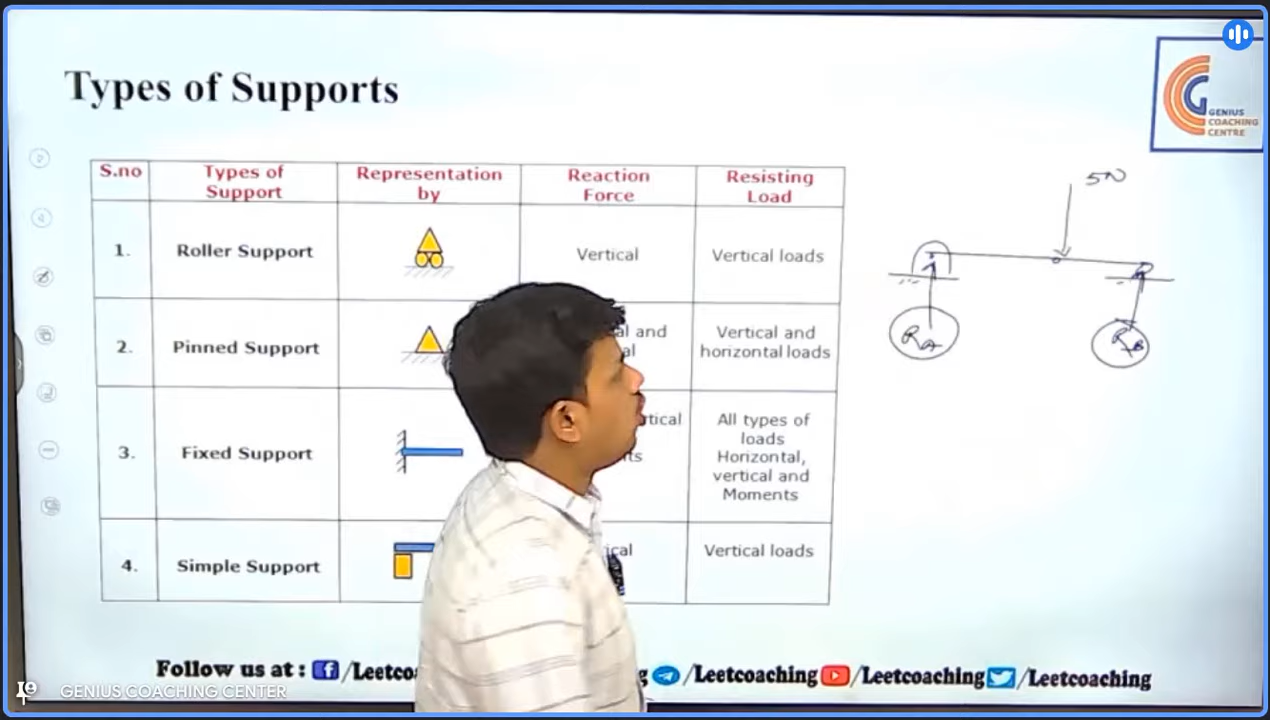 Types of Supports
GENIUS
COACHING
CENTRE
S.no
Types of
Support
Representation
by
Reaction
Force
Resisting
Load
1.
Roller Support
Vertical
Vertical loads
2.
Pinned Support
and
Vertical and
horizontal loads
3.
Fixed Support
All types of
loads
Horizontal,
vertical and
Moments
4.
Simple Support
Vertical loads
5N
RA
RB
Follow us at : /Leetco /Leetcoaching /Leetcoaching /Leetcoaching
GENIUS COACHING CENTER